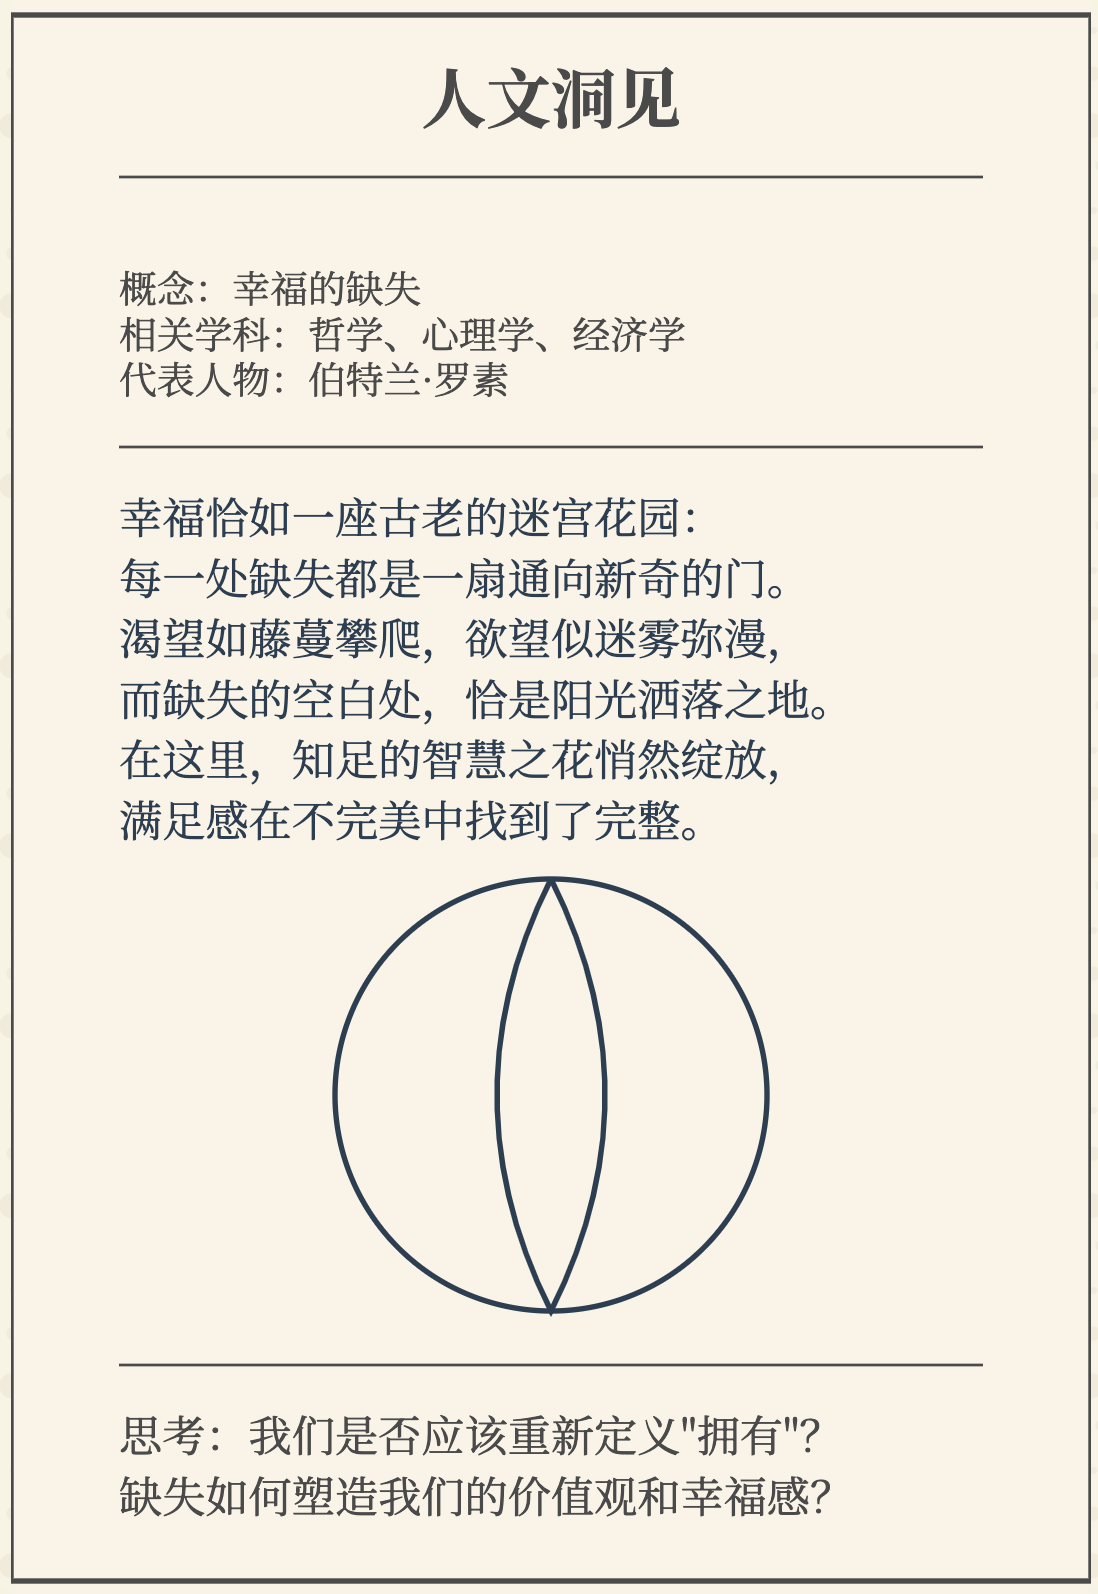 人文洞见
概念：幸福的缺失
相关学科：哲学、心理学、经济学
代表人物：伯特兰·罗素
幸福恰如一座古老的迷宫花园：
每一处缺失都是一扇通向新奇的门。
渴望如藤蔓攀爬，欲望似迷雾弥漫，
而缺失的空白处，恰是阳光洒落之地。
在这里，知足的智慧之花悄然绽放，
满足感在不完美中找到了完整。
思考：我们是否应该重新定义"拥有"？
缺失如何塑造我们的价值观和幸福感？